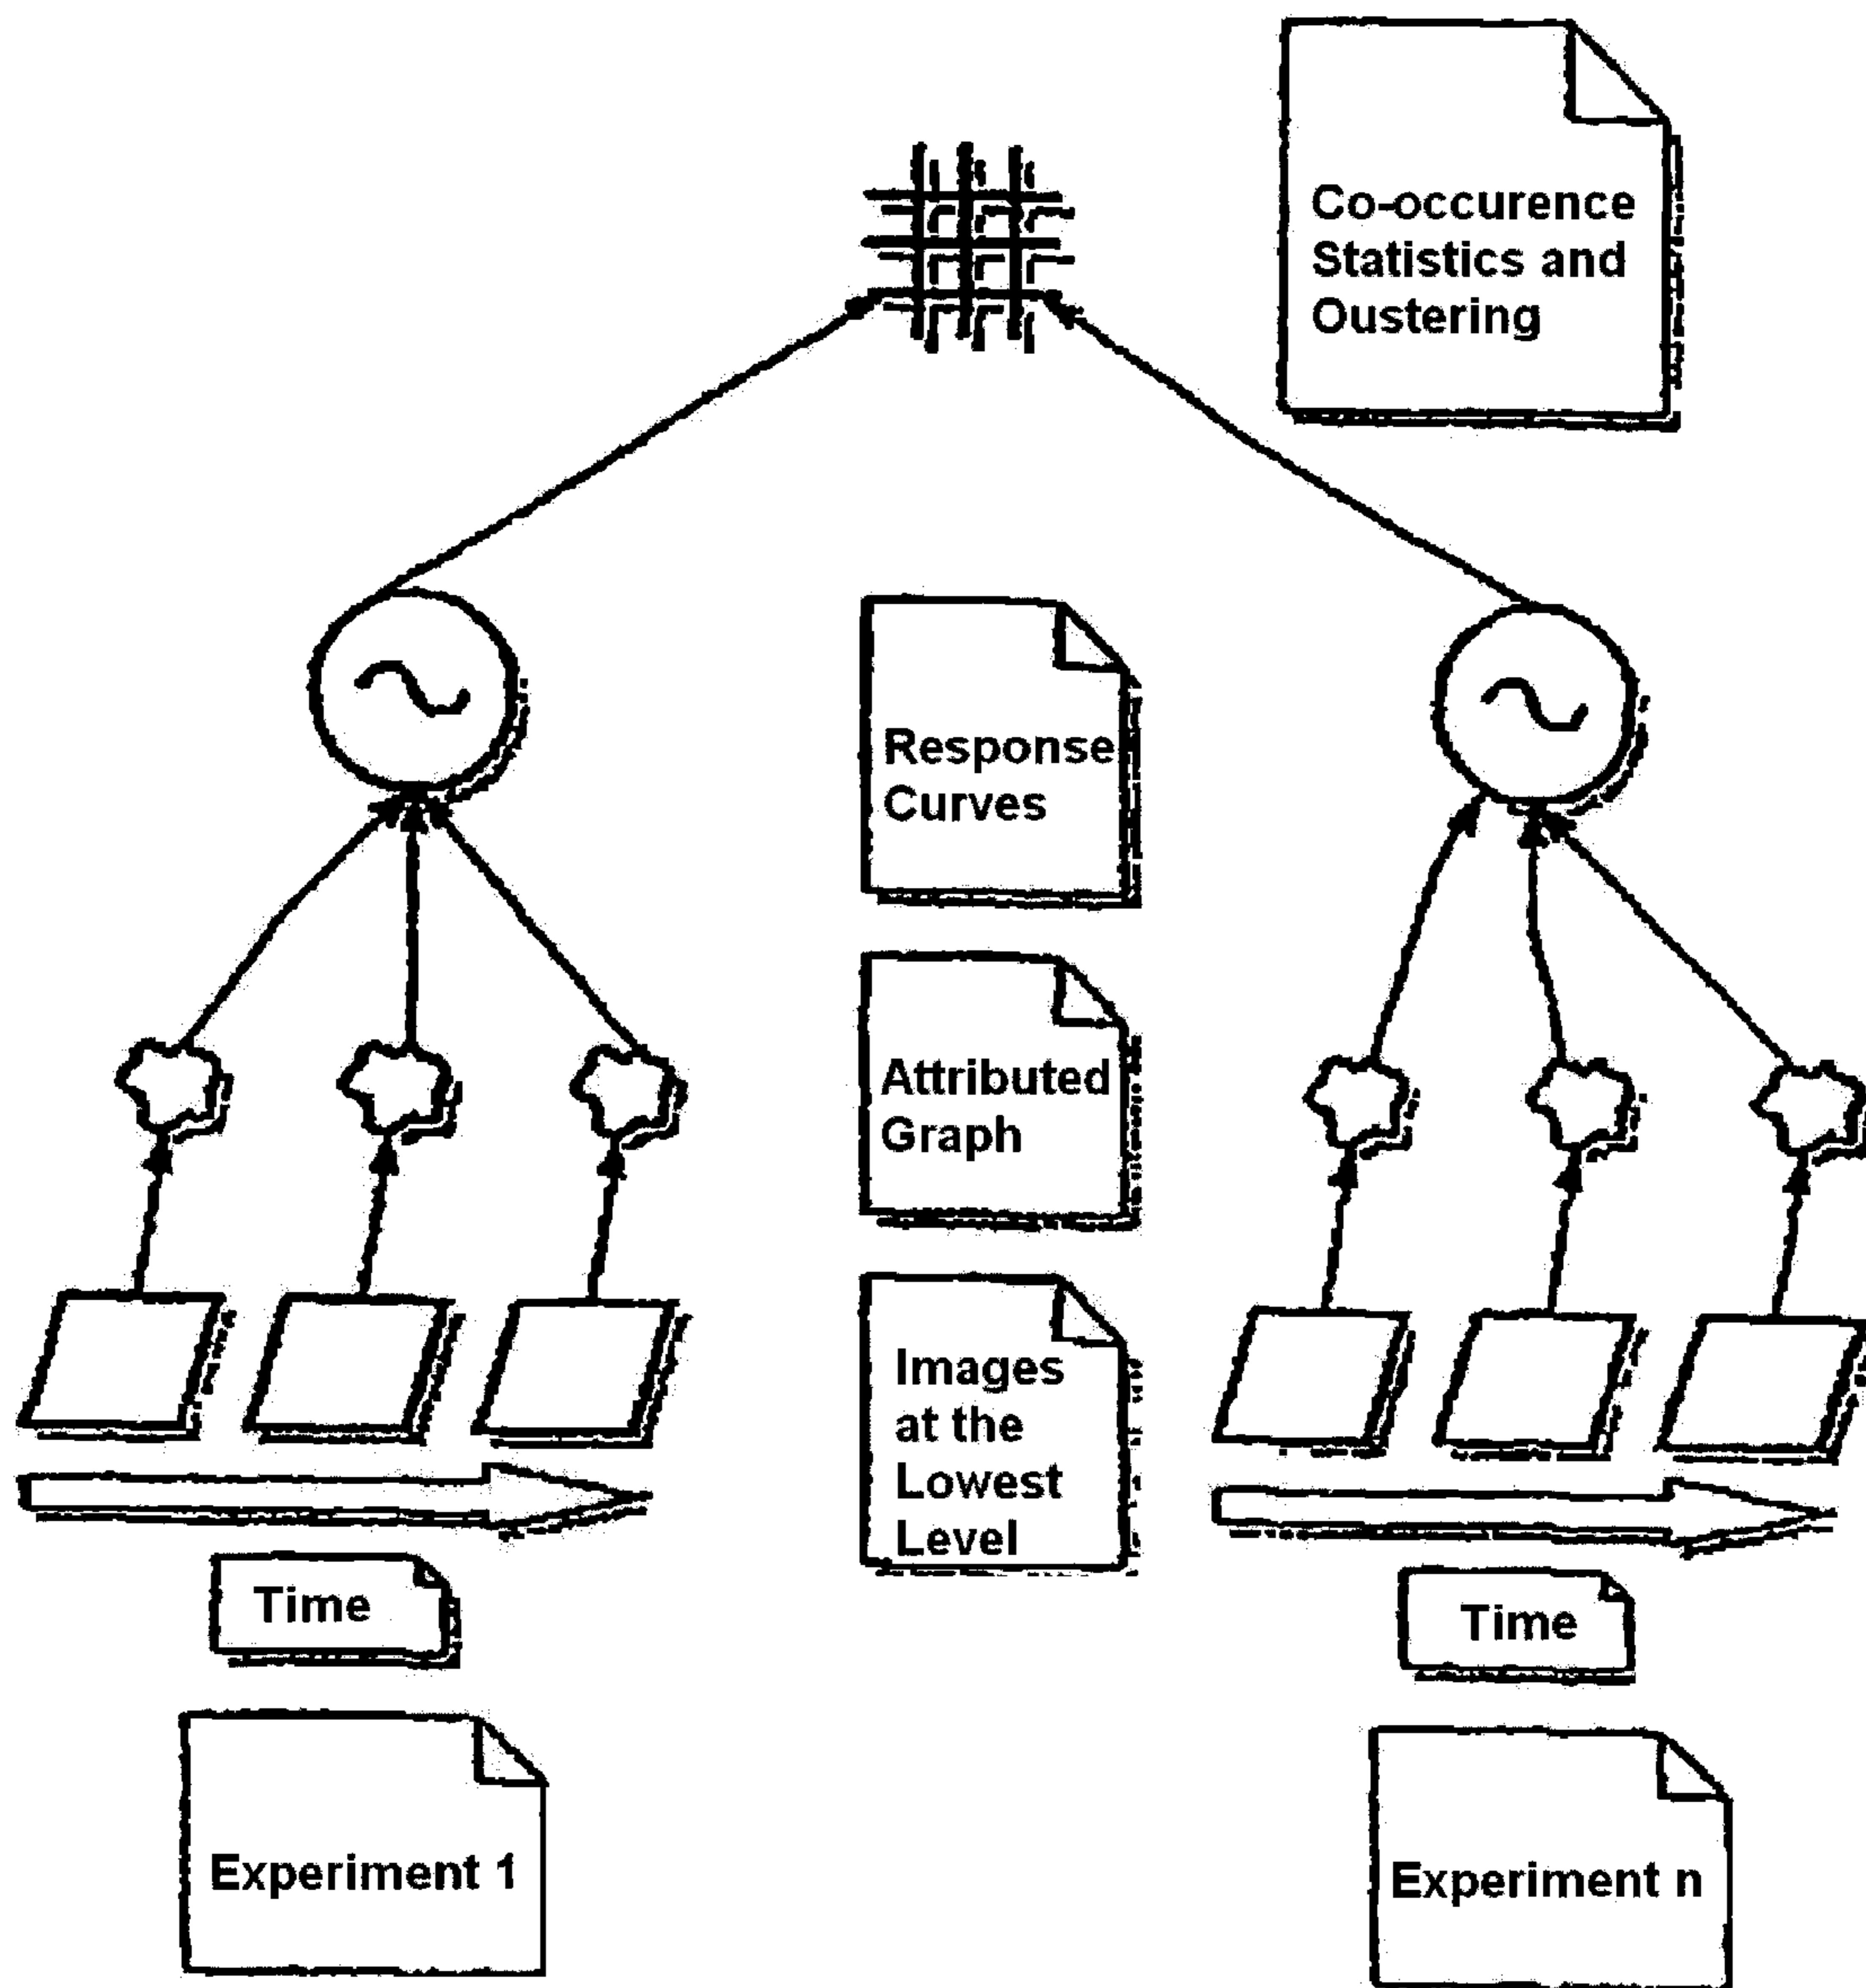 Co-occurence
Statistics and
Oustering
Response
Curves
Attributed
Graph
Images
at the
Lowest
Level
Time
Time
Experiment 1
Experiment n